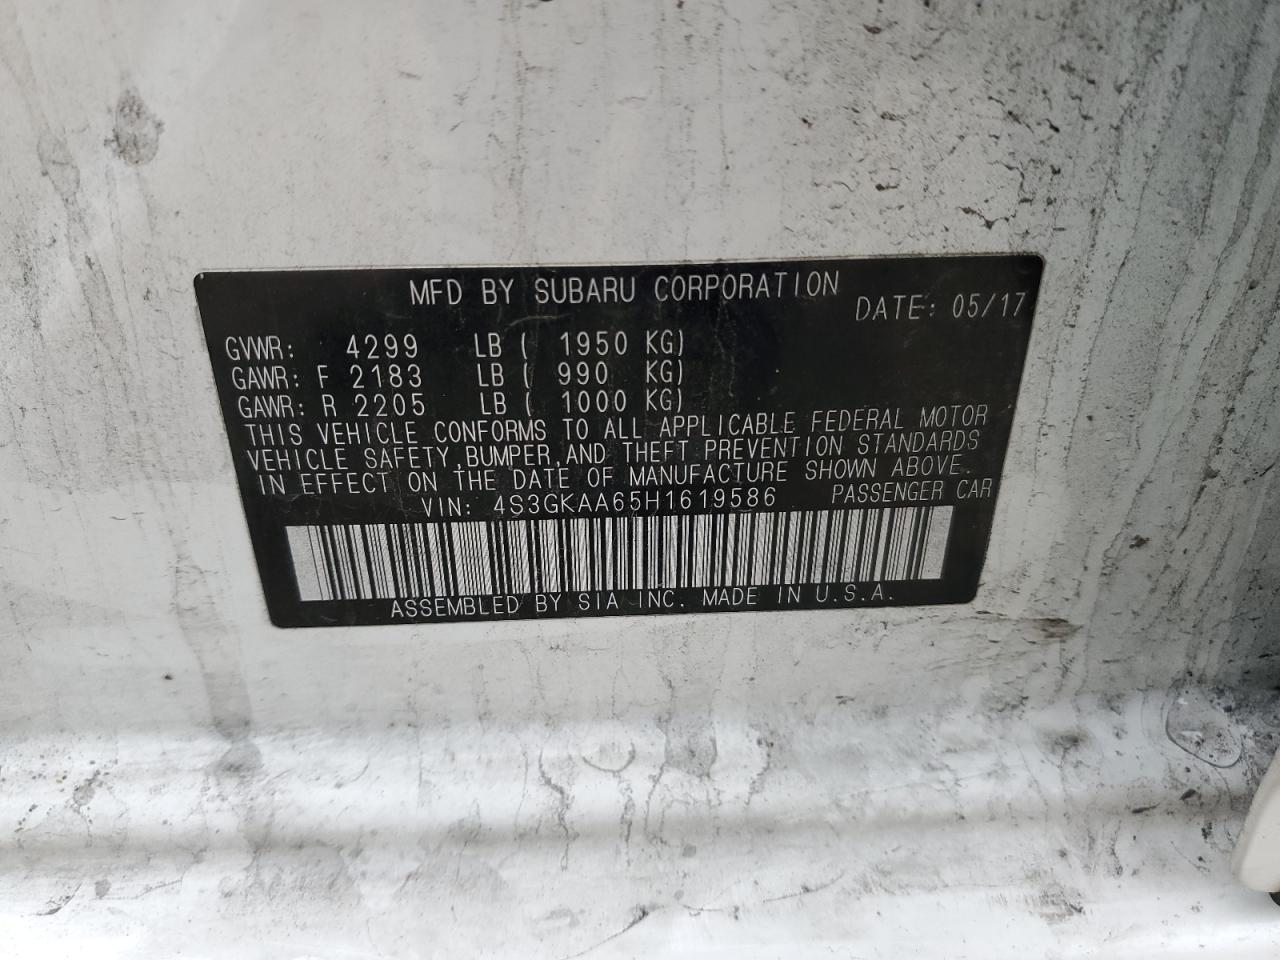 MFD BY SUBARU CORPORATION
DATE: 05/17
GVWR: 4299 LB ( 1950 KG)
GAWR: F 2183 LB ( 990 KG)
GAWR: R 2205 LB ( 1000 KG)
THIS VEHICLE CONFORMS TO ALL APPLICABLE FEDERAL MOTOR
VEHICLE SAFETY, BUMPER, AND THEFT PREVENTION STANDARDS
IN EFFECT ON THE DATE OF MANUFACTURE SHOWN ABOVE.
VIN: 4S3GKAA65H1619586 PASSENGER CAR
ASSEMBLED BY SIA INC. MADE IN U.S.A.